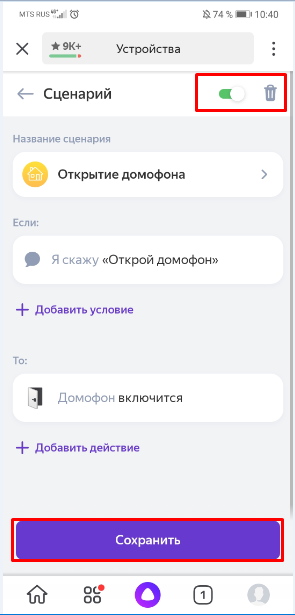 MTS RUS 74 % 10:40
★ 9K+ Устройства
Сценарий
Название сценария
Открытие домофона
Если:
Я скажу «Открой домофон»
+ Добавить условие
То:
Домофон включится
+ Добавить действие
Сохранить
1